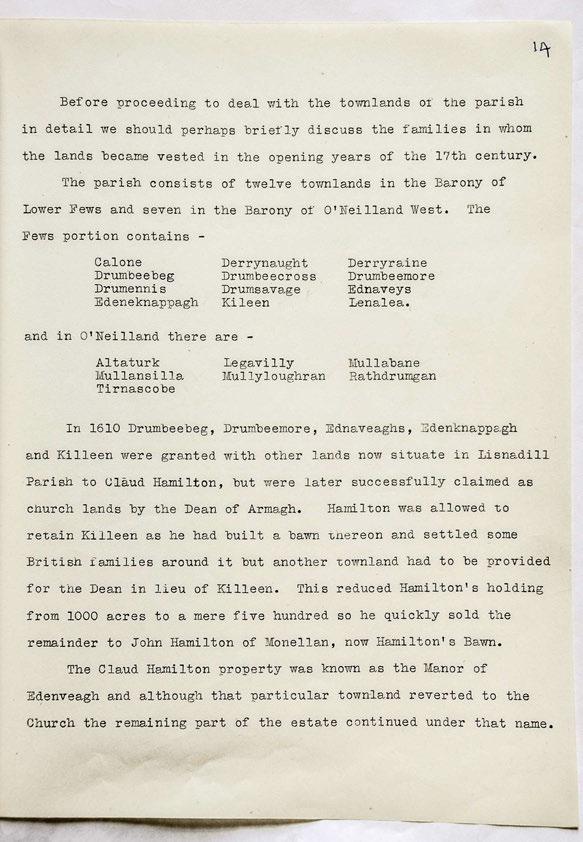 14
Before proceeding to deal with the townlands of the parish
in detail we should perhaps briefly discuss the families in whom
the lands became vested in the opening years of the 17th century.
The parish consists of twelve townlands in the Barony of
Lower Fews and seven in the Barony of O'Neilland West. The
Fews portion contains -
Calone Derrynaught Derryraine
Drumbeebeg Drumbeecross Drumbeemore
Drumennis Drumsavage Ednaveys
Edeneknappagh Kileen Lenalea.
and in O'Neilland there are -
Altaturk Legavilly Mullabane
Mullansilla Mullyloughran Rathdrumgan
Tirnascobe
In 1610 Drumbeebeg, Drumbeemore, Ednaveaghs, Edenknappagh
and Killeen were granted with other lands now situate in Lisnadill
Parish to Claud Hamilton, but were later successfully claimed as
church lands by the Dean of Armagh. Hamilton was allowed to
retain Killeen as he had built a bawn thereon and settled some
British families around it but another townland had to be provided
for the Dean in lieu of Killeen. This reduced Hamilton's holding
from 1000 acres to a mere five hundred so he quickly sold the
remainder to John Hamilton of Monellan, now Hamilton's Bawn.
The Claud Hamilton property was known as the Manor of
Edenveagh and although that particular townland reverted to the
Church the remaining part of the estate continued under that name.